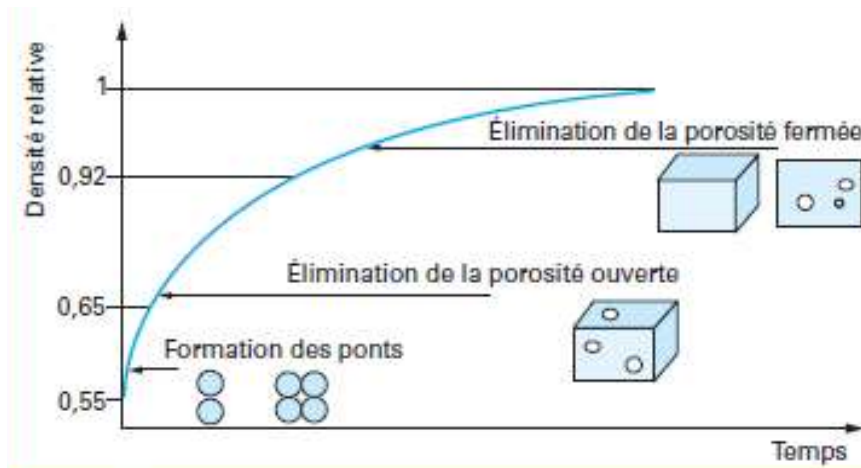 Densité relative
1
Élimination de la porosité fermée
0,92
Élimination de la porosité ouverte
0,65
Formation des ponts
0,55
Temps